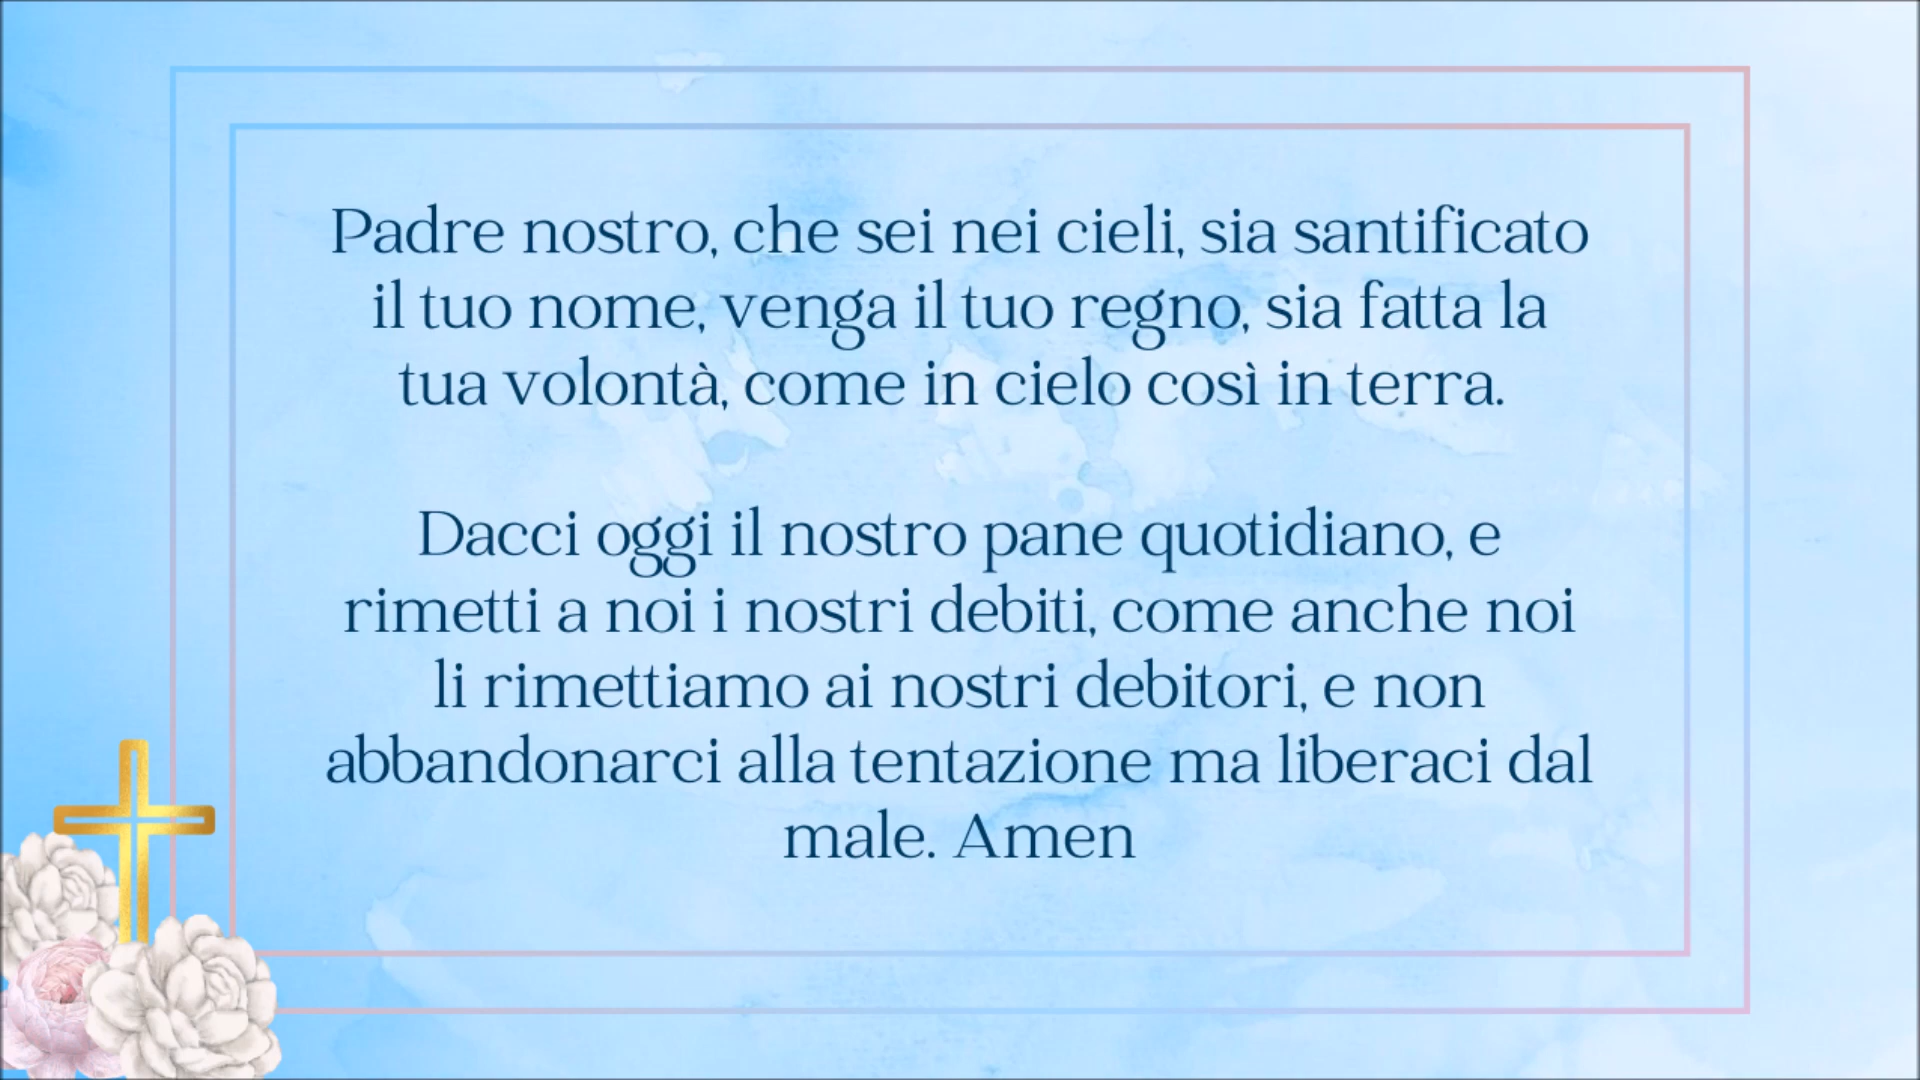 Padre nostro, che sei nei cieli, sia santificato
il tuo nome, venga il tuo regno, sia fatta la
tua volontà, come in cielo così in terra.
Dacci oggi il nostro pane quotidiano, e
rimetti a noi i nostri debiti, come anche noi
li rimettiamo ai nostri debitori, e non
abbandonarci alla tentazione ma liberaci dal
male. Amen